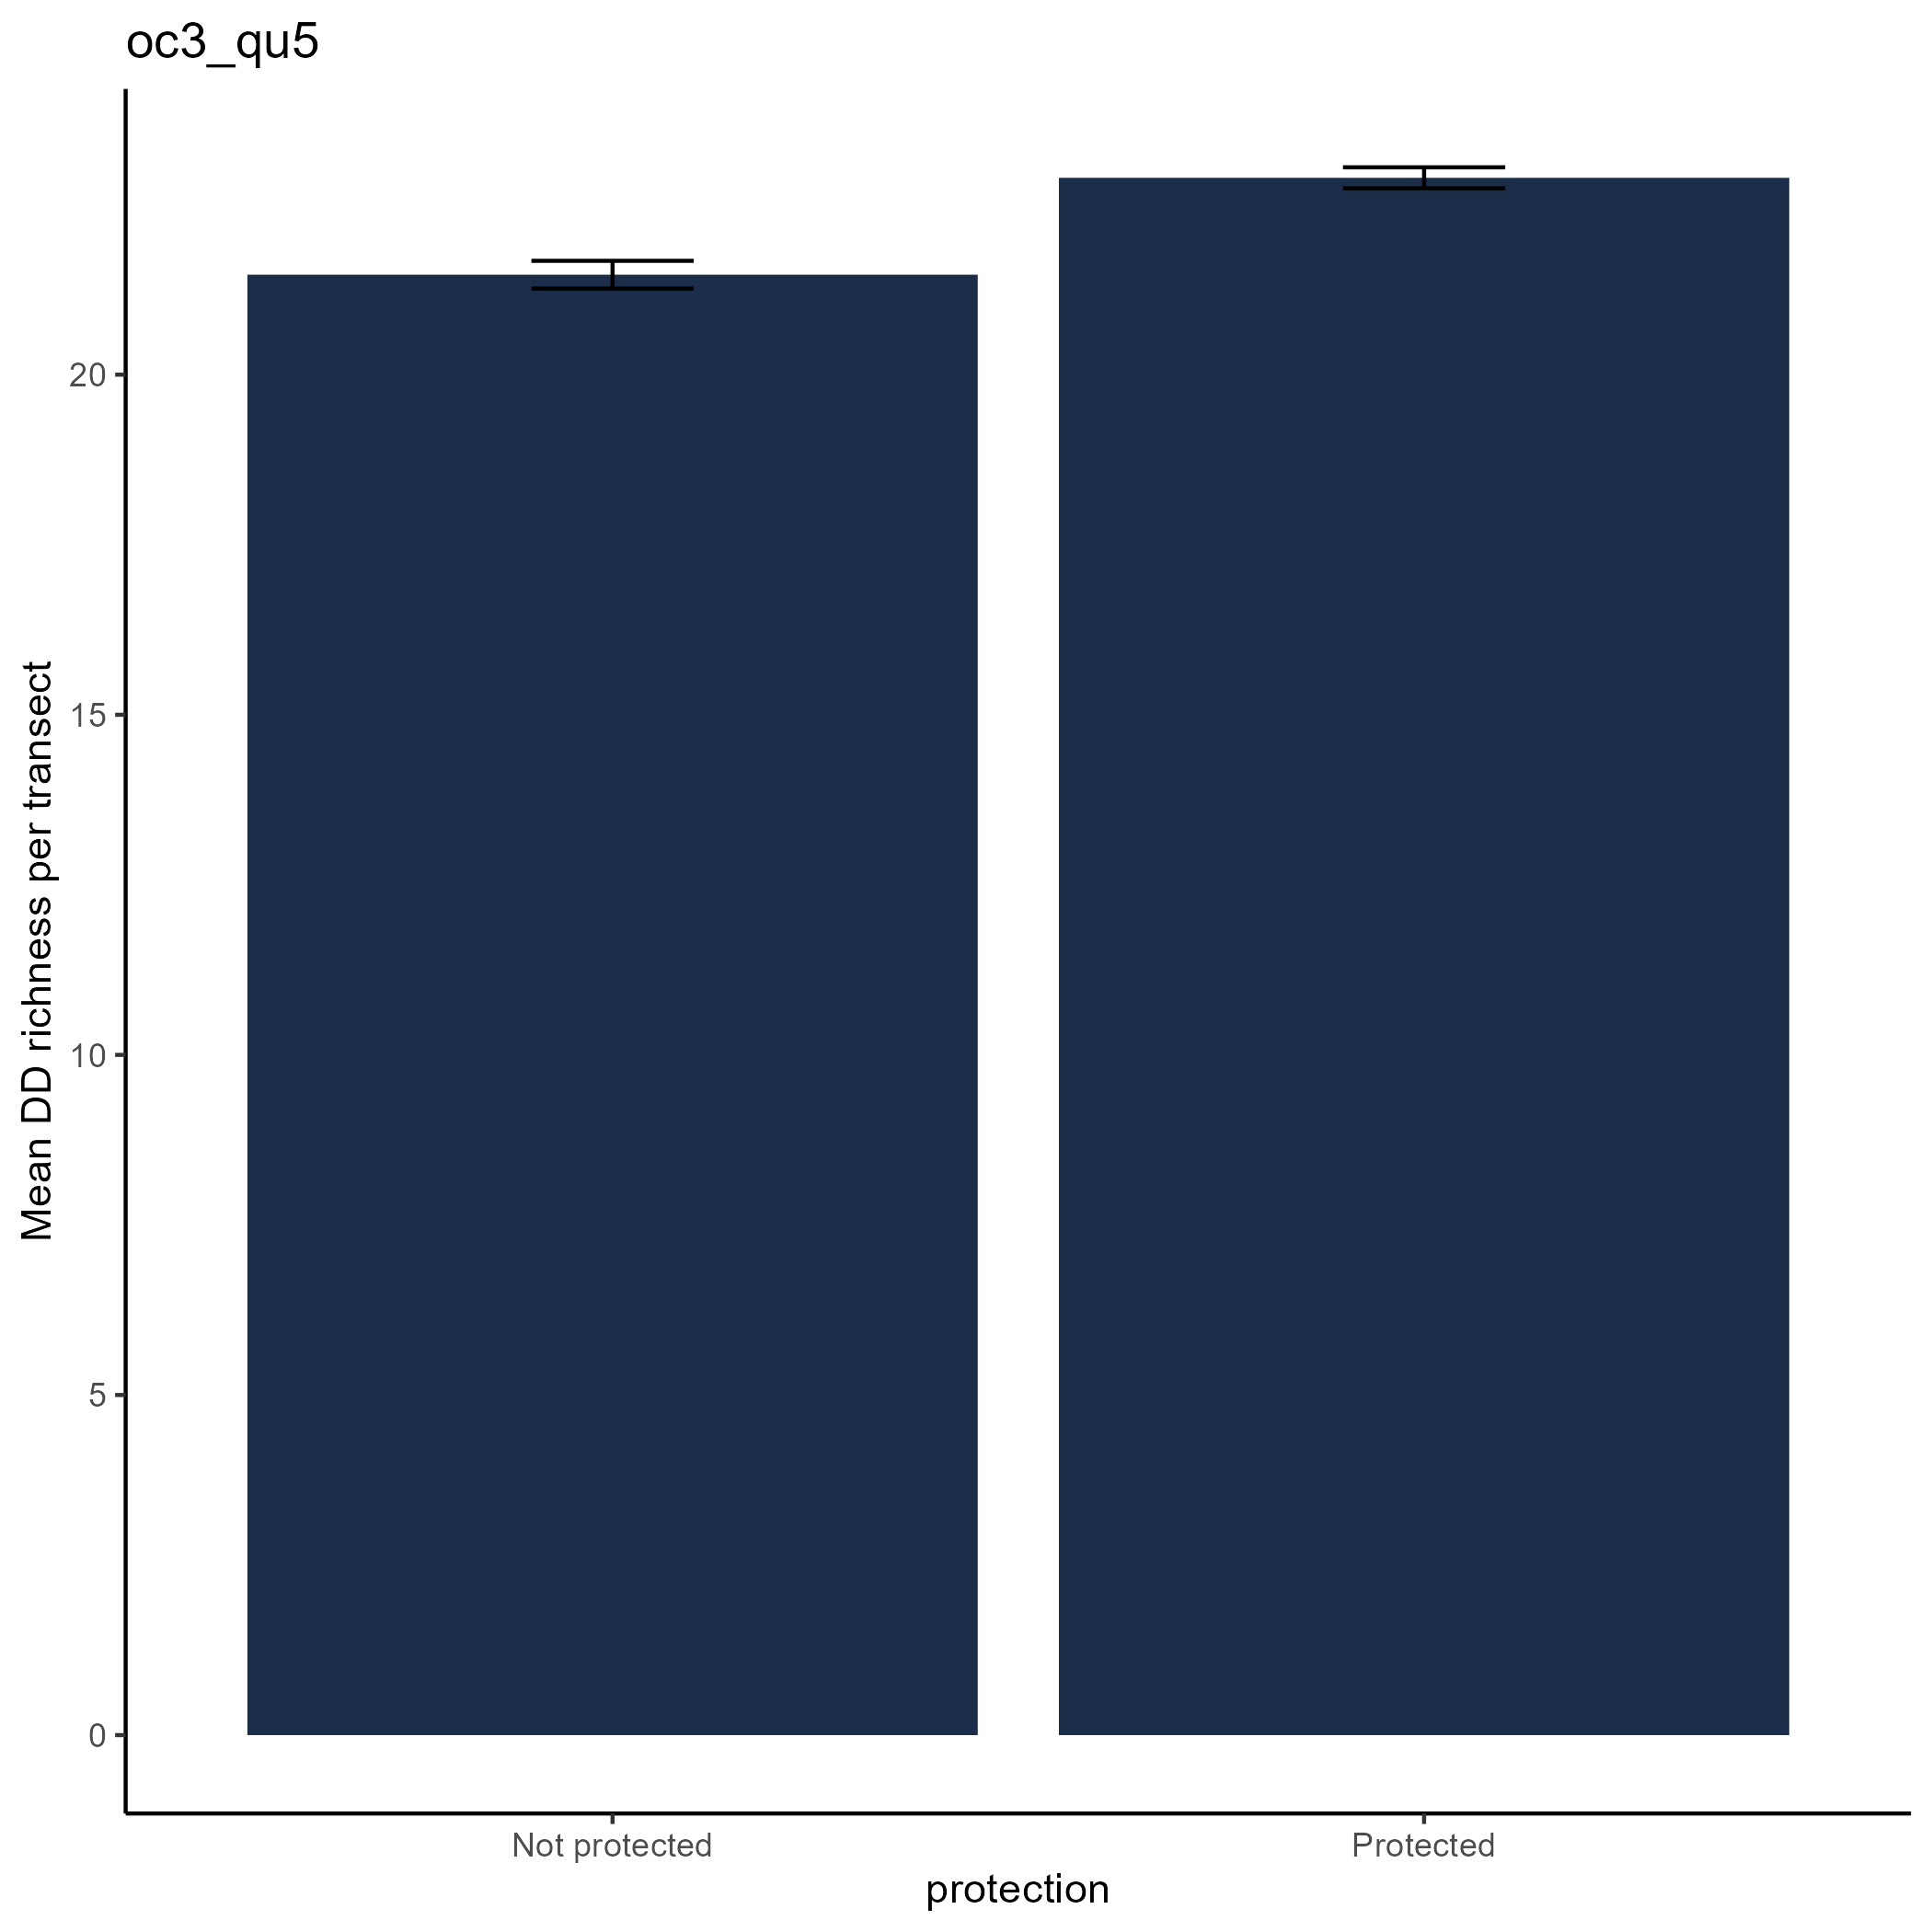 oc3_qu5
Mean DD richness per transect
20
15
10
5
0
Not protected
Protected
protection